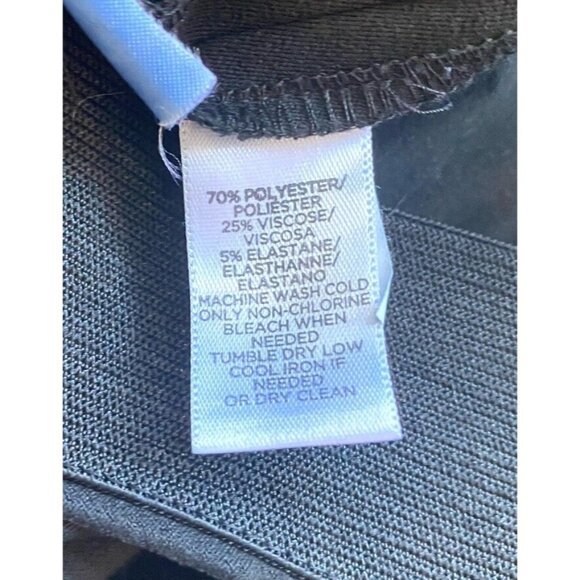 70% POLYESTER/
POLIÉSTER
25% VISCOSE/
VISCOSA
5% ELASTANE/
ELASTHANNE/
ELASTANO
MACHINE WASH COLD
ONLY NON-CHLORINE
BLEACH WHEN
NEEDED
TUMBLE DRY LOW
COOL IRON IF
NEEDED
OR DRY CLEAN